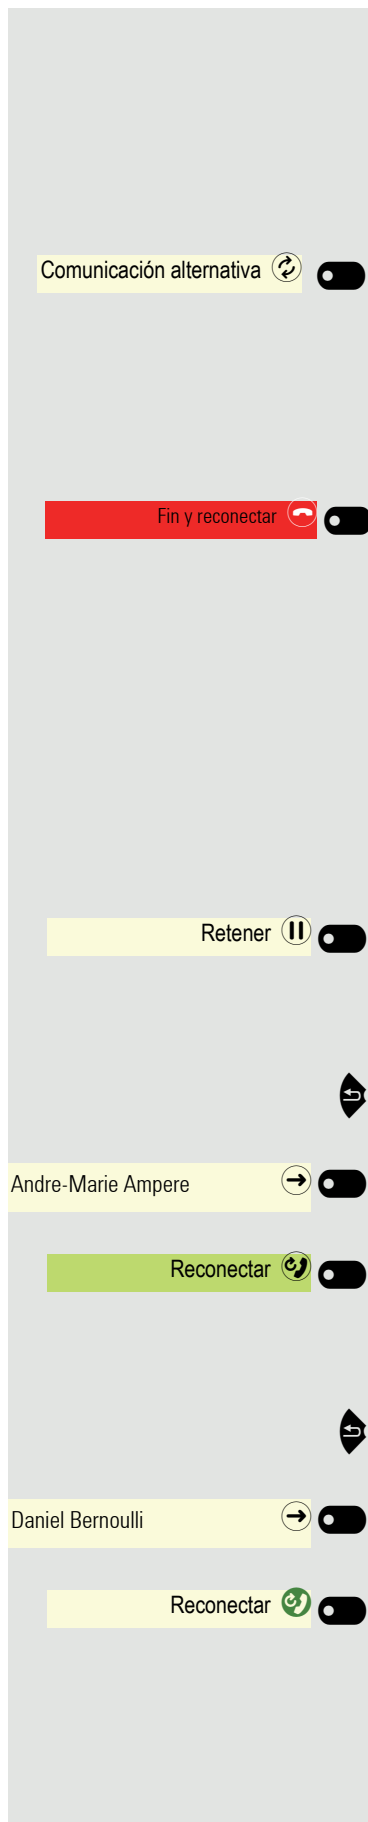 Comunicación alternativa
Fin y reconectar
Retener
Andre-Marie Ampere
Reconectar
Daniel Bernoulli
Reconectar